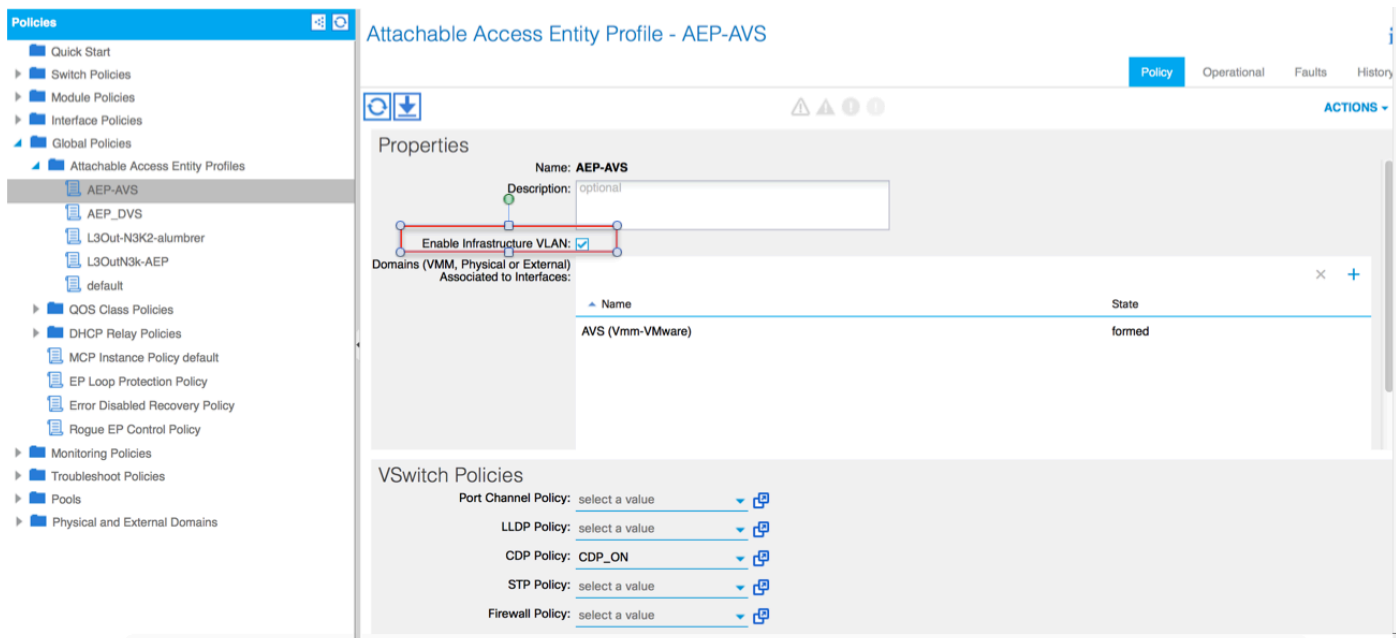 Policies
Quick Start
Switch Policies
Module Policies
Interface Policies
Global Policies
Attachable Access Entity Profiles
AEP-AVS
AEP_DVS
L3Out-N3K2-alumbrer
L3OutN3k-AEP
default
QOS Class Policies
DHCP Relay Policies
MCP Instance Policy default
EP Loop Protection Policy
Error Disabled Recovery Policy
Rogue EP Control Policy
Monitoring Policies
Troubleshoot Policies
Pools
Physical and External Domains
Attachable Access Entity Profile - AEP-AVS
i
Policy Operational Faults History
ACTIONS
Properties
Name: AEP-AVS
Description: optional
Enable Infrastructure VLAN:
Domains (VMM, Physical or External)
Associated to Interfaces:
Name State
AVS (Vmm-VMware) formed
VSwitch Policies
Port Channel Policy: select a value
LLDP Policy: select a value
CDP Policy: CDP_ON
STP Policy: select a value
Firewall Policy: select a value